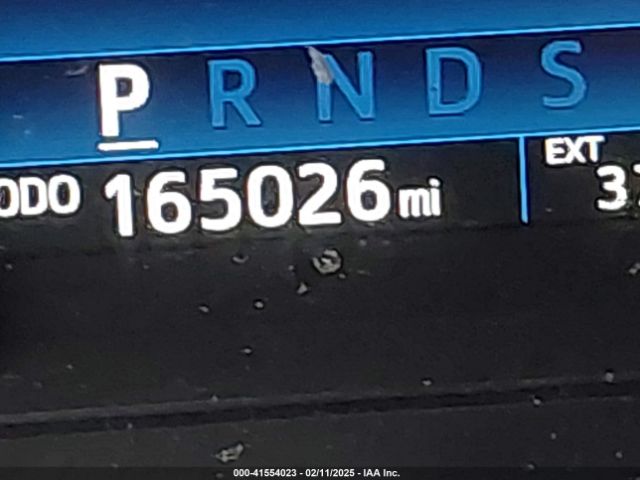 P R N D S
ODO 165026 mi
EXT
000-41554023 - 02/11/2025 - IAA Inc.